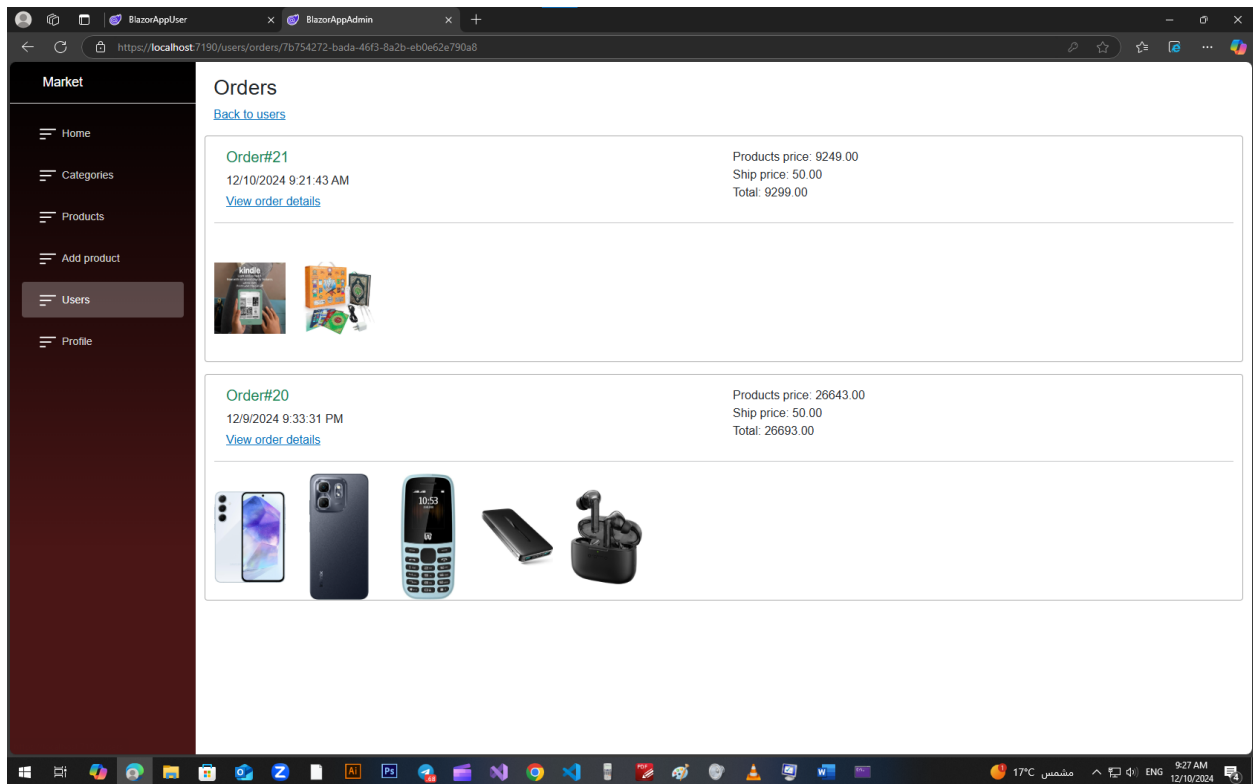 BlazorAppUser
BlazorAppAdmin
https://localhost:7190/users/orders/7b754272-bada-46f3-8a2b-eb0e62e790a8
Market
Home
Categories
Products
Add product
Users
Profile
Orders
Back to users
Order#21
12/10/2024 9:21:43 AM
View order details
Products price: 9249.00
Ship price: 50.00
Total: 9299.00
kindle
Order#20
12/9/2024 9:33:31 PM
View order details
Products price: 26643.00
Ship price: 50.00
Total: 26693.00
10:53
Ai
Ps
PDF
17°C مشمس
ENG
9:27 AM
12/10/2024